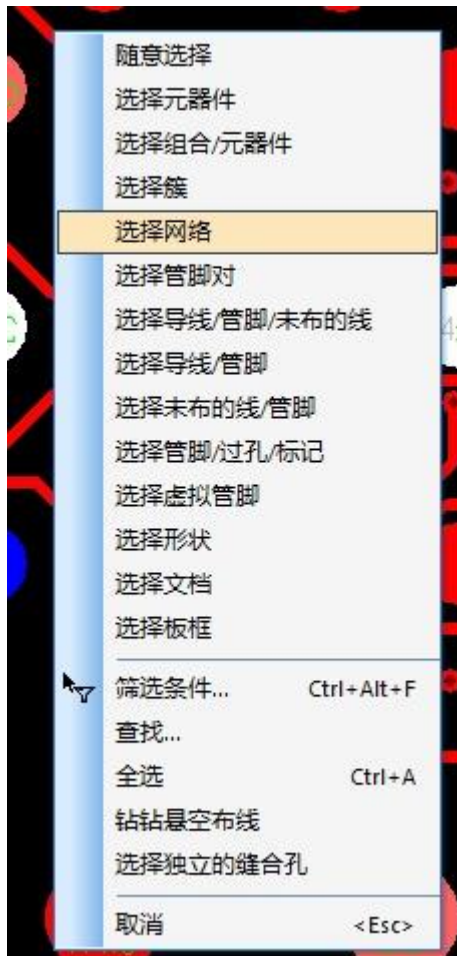 随意选择
选择元器件
选择组合/元器件
选择簇
选择网络
选择管脚对
选择导线/管脚/未布的线
选择导线/管脚
选择未布的线/管脚
选择管脚/过孔/标记
选择虚拟管脚
选择形状
选择文档
选择板框
筛选条件... Ctrl+Alt+F
查找...
全选 Ctrl+A
钻钻悬空布线
选择独立的缝合孔
取消 <Esc>